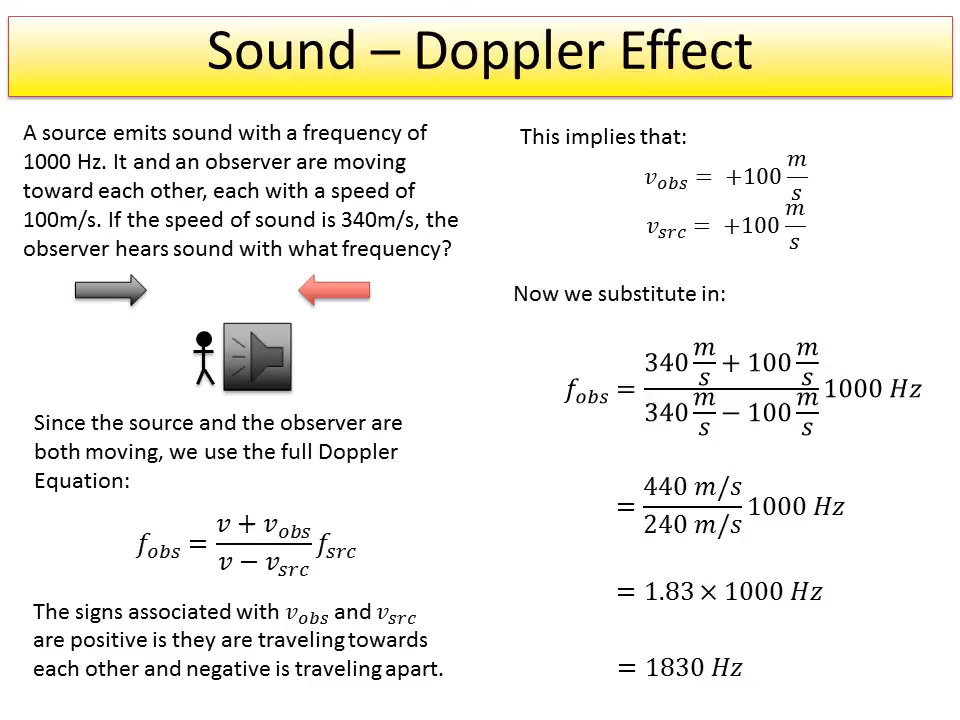 Sound – Doppler Effect
A source emits sound with a frequency of
1000 Hz. It and an observer are moving
toward each other, each with a speed of
100m/s. If the speed of sound is 340m/s, the
observer hears sound with what frequency?
Since the source and the observer are
both moving, we use the full Doppler
Equation:
f_obs = (v + v_obs)/(v − v_src) f_src
The signs associated with v_obs and v_src
are positive is they are traveling towards
each other and negative is traveling apart.
This implies that:
v_obs = +100 m/s
v_src = +100 m/s
Now we substitute in:
f_obs = (340 m/s + 100 m/s)/(340 m/s − 100 m/s) 1000 Hz
= (440 m/s)/(240 m/s) 1000 Hz
= 1.83 × 1000 Hz
= 1830 Hz